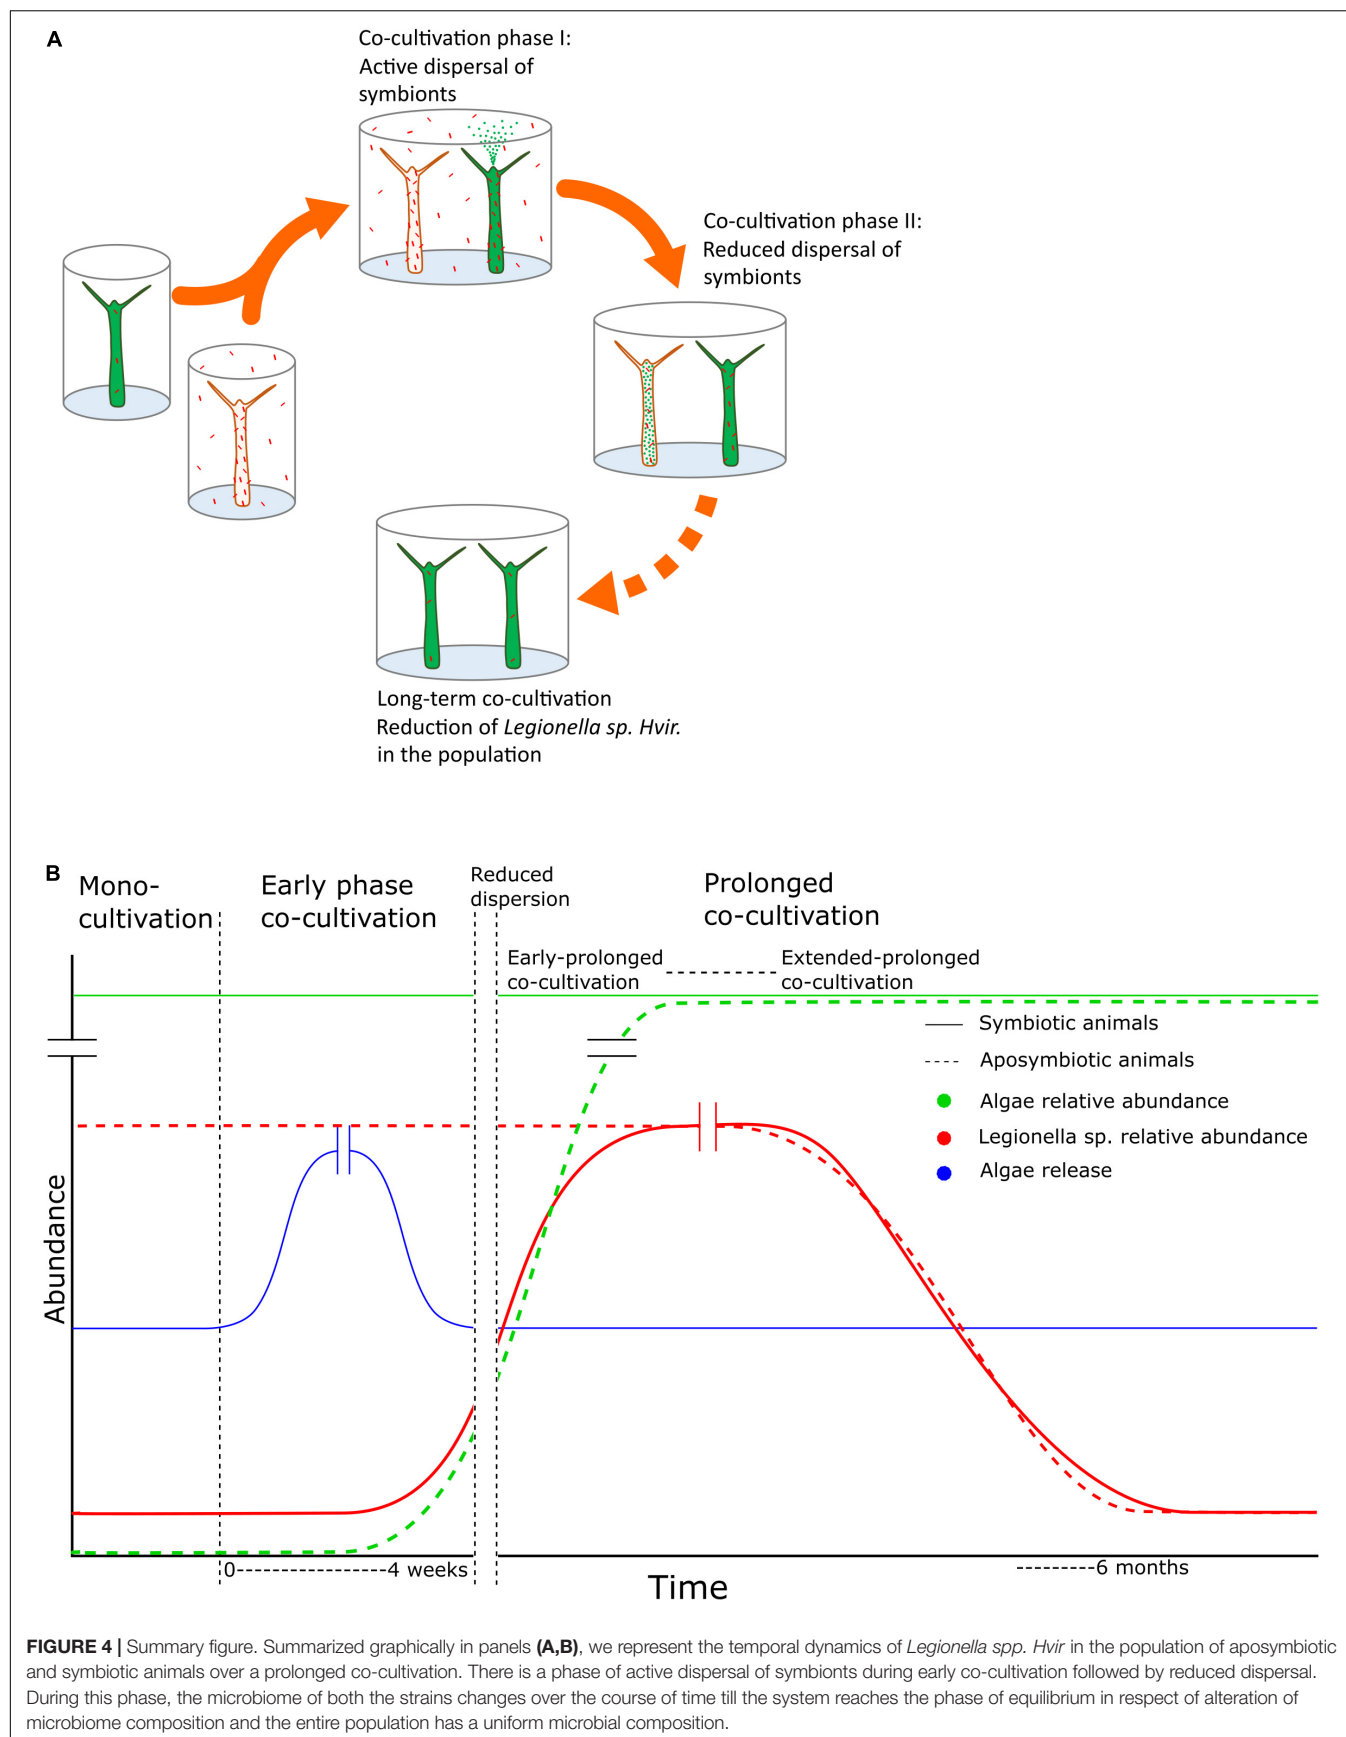 A
Co-cultivation phase I:
Active dispersal of
symbionts
Co-cultivation phase II:
Reduced dispersal of
symbionts
Long-term co-cultivation
Reduction of Legionella sp. Hvir.
in the population
B
Mono-
cultivation
Early phase
co-cultivation
Reduced
dispersion
Prolonged
co-cultivation
Early-prolonged
co-cultivation
Extended-prolonged
co-cultivation
Symbiotic animals
Aposymbiotic animals
Algae relative abundance
Legionella sp. relative abundance
Algae release
Abundance
0----------------4 weeks
---------6 months
Time
FIGURE 4 | Summary figure. Summarized graphically in panels (A,B), we represent the temporal dynamics of Legionella spp. Hvir in the population of aposymbiotic
and symbiotic animals over a prolonged co-cultivation. There is a phase of active dispersal of symbionts during early co-cultivation followed by reduced dispersal.
During this phase, the microbiome of both the strains changes over the course of time till the system reaches the phase of equilibrium in respect of alteration of
microbiome composition and the entire population has a uniform microbial composition.